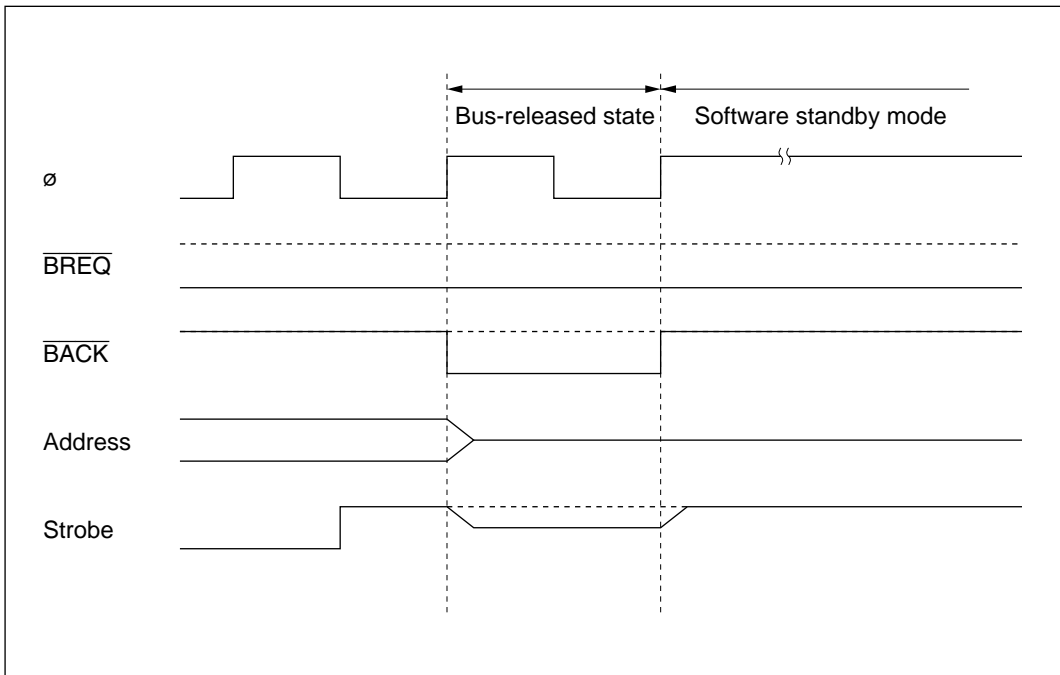 Bus-released state
Software standby mode
ø
BREQ
BACK
Address
Strobe